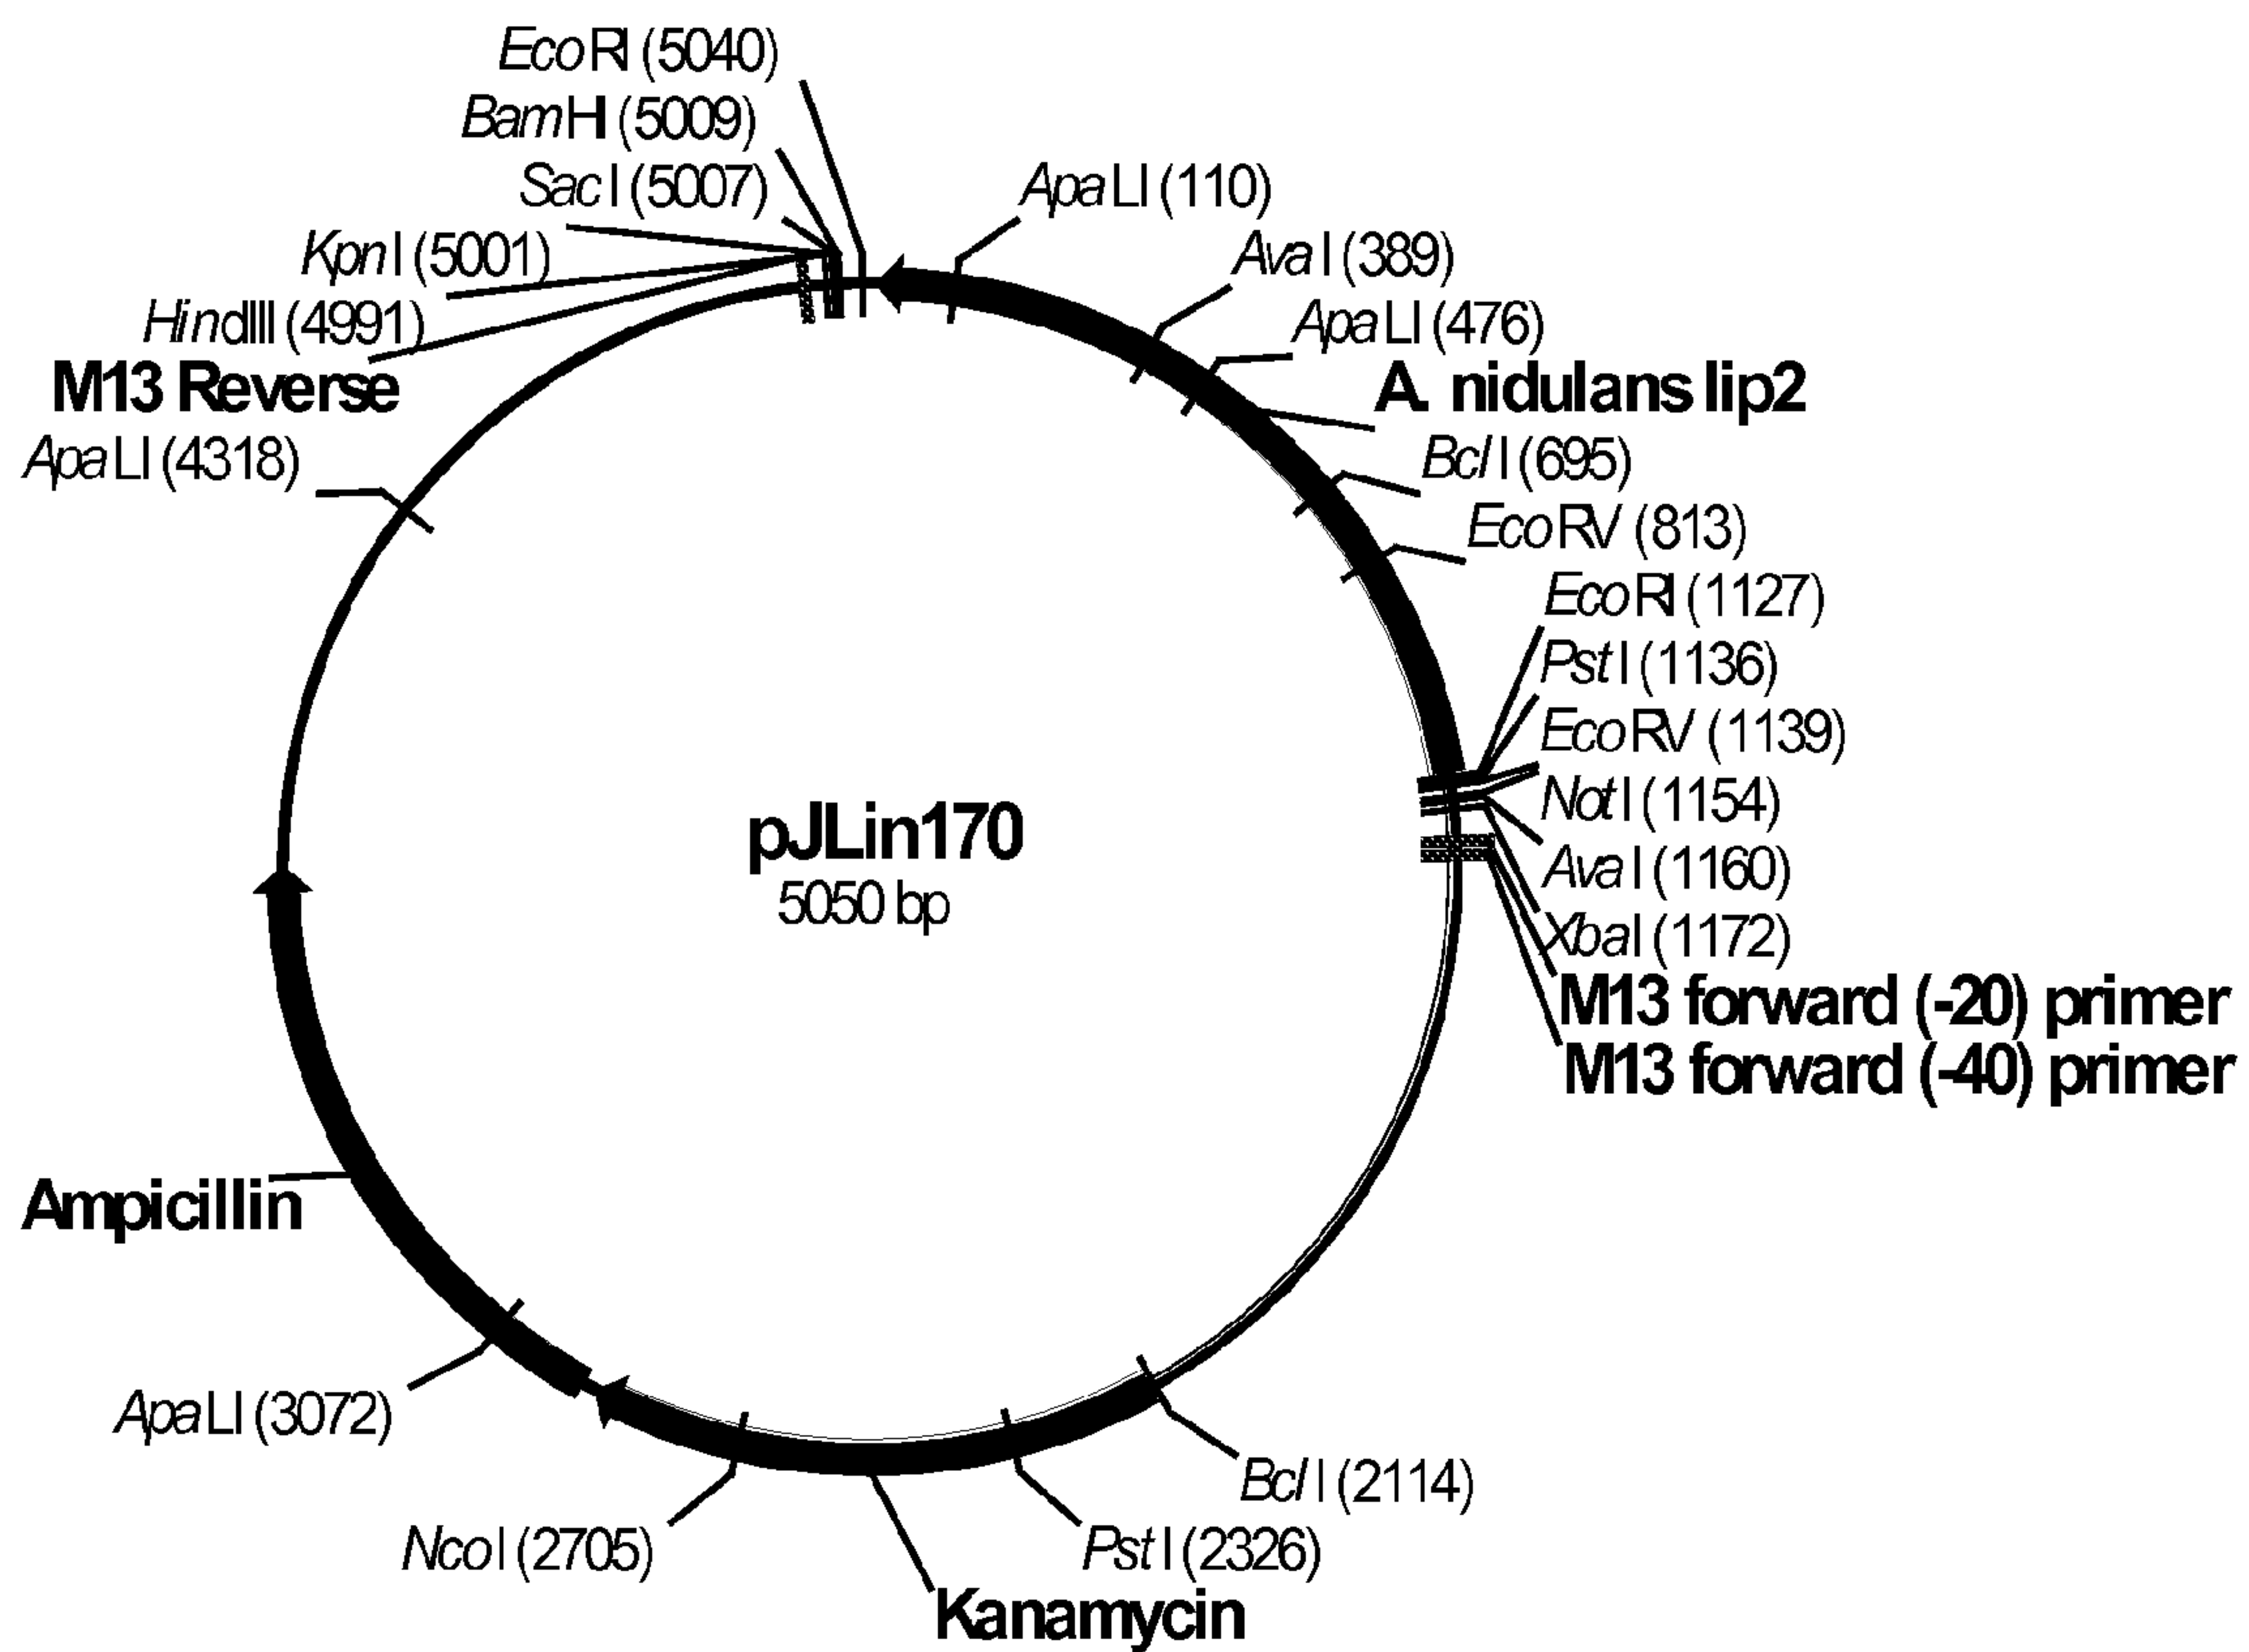 EcoRI (5040)
BamHI (5009)
SacI (5007)
KpnI (5001)
HindIII (4991)
M13 Reverse
ApaLI (4318)
ApaLI (110)
AvaI (389)
ApaLI (476)
A. nidulans lip2
BclI (695)
EcoRV (813)
EcoRI (1127)
PstI (1136)
EcoRV (1139)
NotI (1154)
AvaI (1160)
XbaI (1172)
M13 forward (-20) primer
M13 forward (-40) primer
pJLin170
5050 bp
Ampicillin
ApaLI (3072)
BclI (2114)
NcoI (2705)
PstI (2326)
Kanamycin